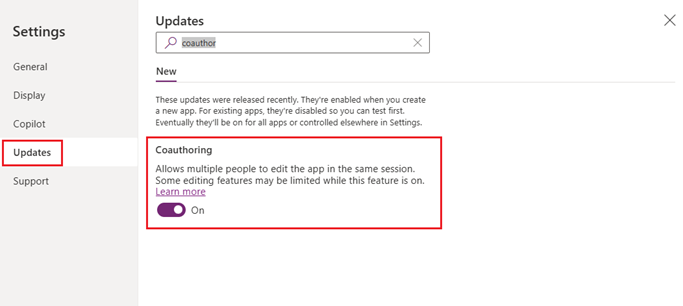 Settings
General
Display
Copilot
Updates
Support
Updates
coauthor
New
These updates were released recently. They're enabled when you create
a new app. For existing apps, they're disabled so you can test first.
Eventually they'll be on for all apps or controlled elsewhere in Settings.
Coauthoring
Allows multiple people to edit the app in the same session.
Some editing features may be limited while this feature is on.
Learn more
On